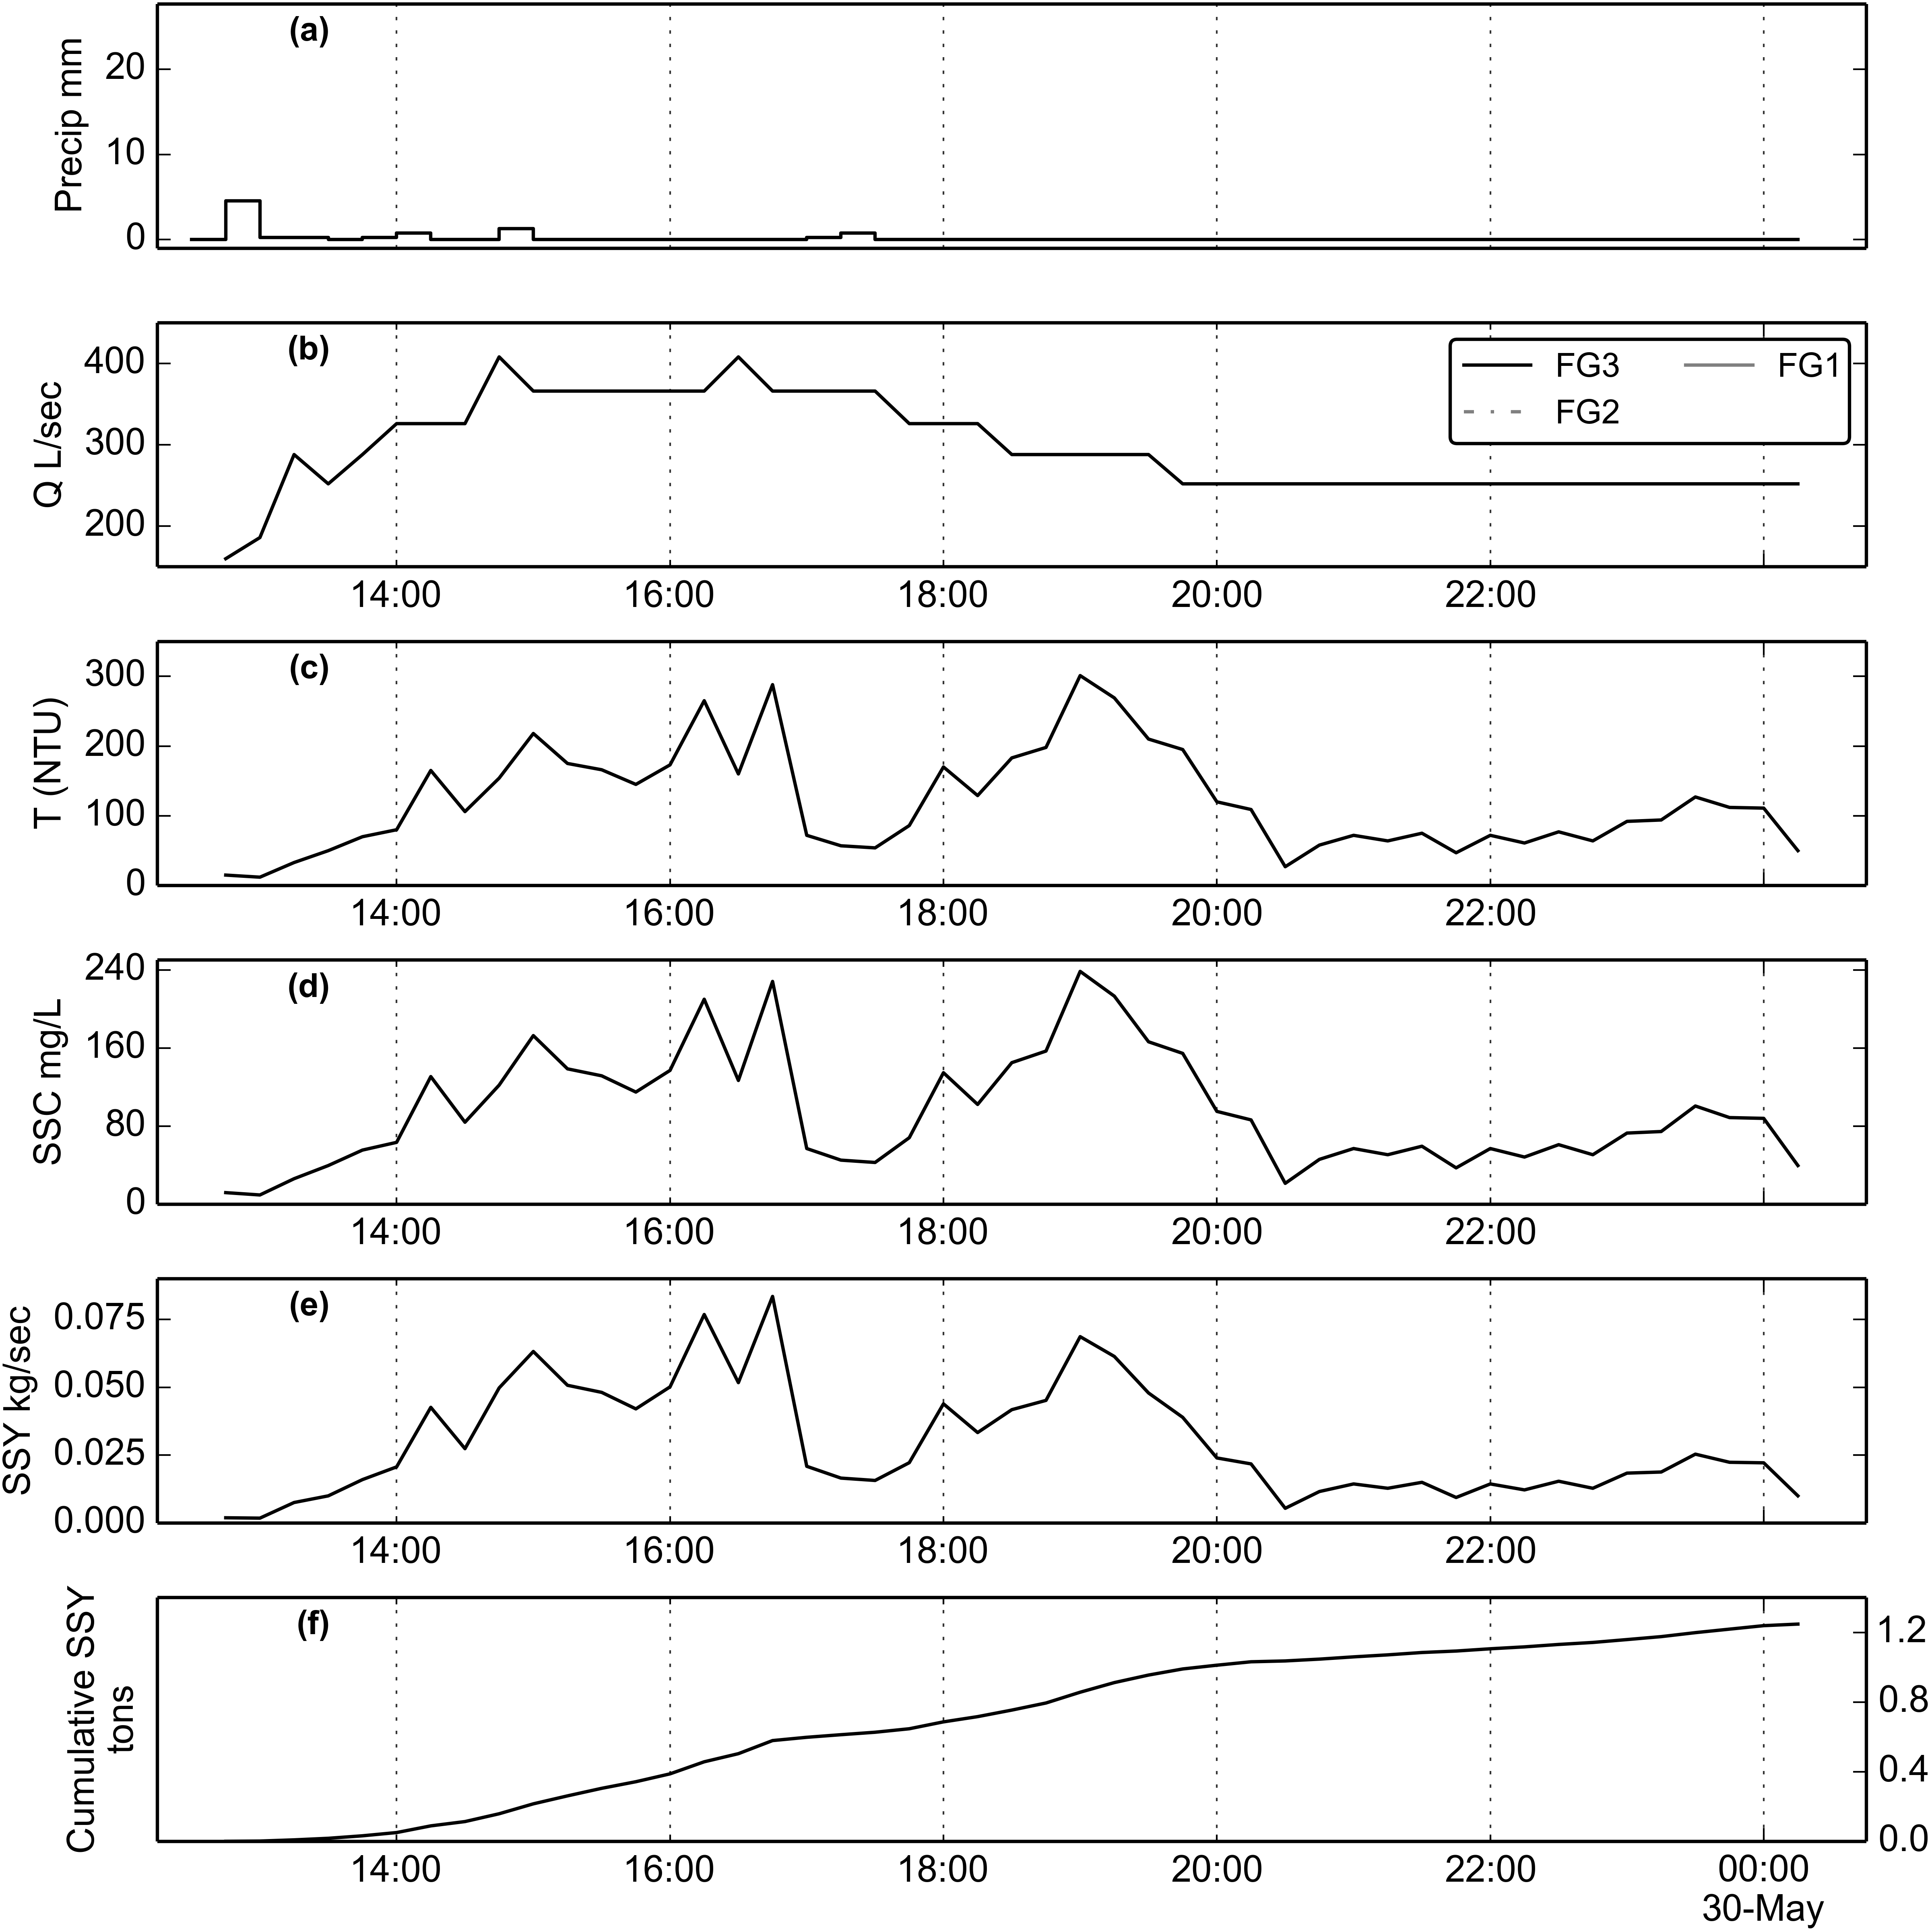 (a)
Precip mm
20
10
0
(b)
Q L/sec
400
300
200
FG3 FG1
FG2
14:00 16:00 18:00 20:00 22:00
(c)
T (NTU)
300
200
100
0
14:00 16:00 18:00 20:00 22:00
(d)
SSC mg/L
240
160
80
0
14:00 16:00 18:00 20:00 22:00
(e)
SSY kg/sec
0.075
0.050
0.025
0.000
14:00 16:00 18:00 20:00 22:00
(f)
Cumulative SSY
tons
1.2
0.8
0.4
0.0
14:00 16:00 18:00 20:00 22:00 00:00
30-May